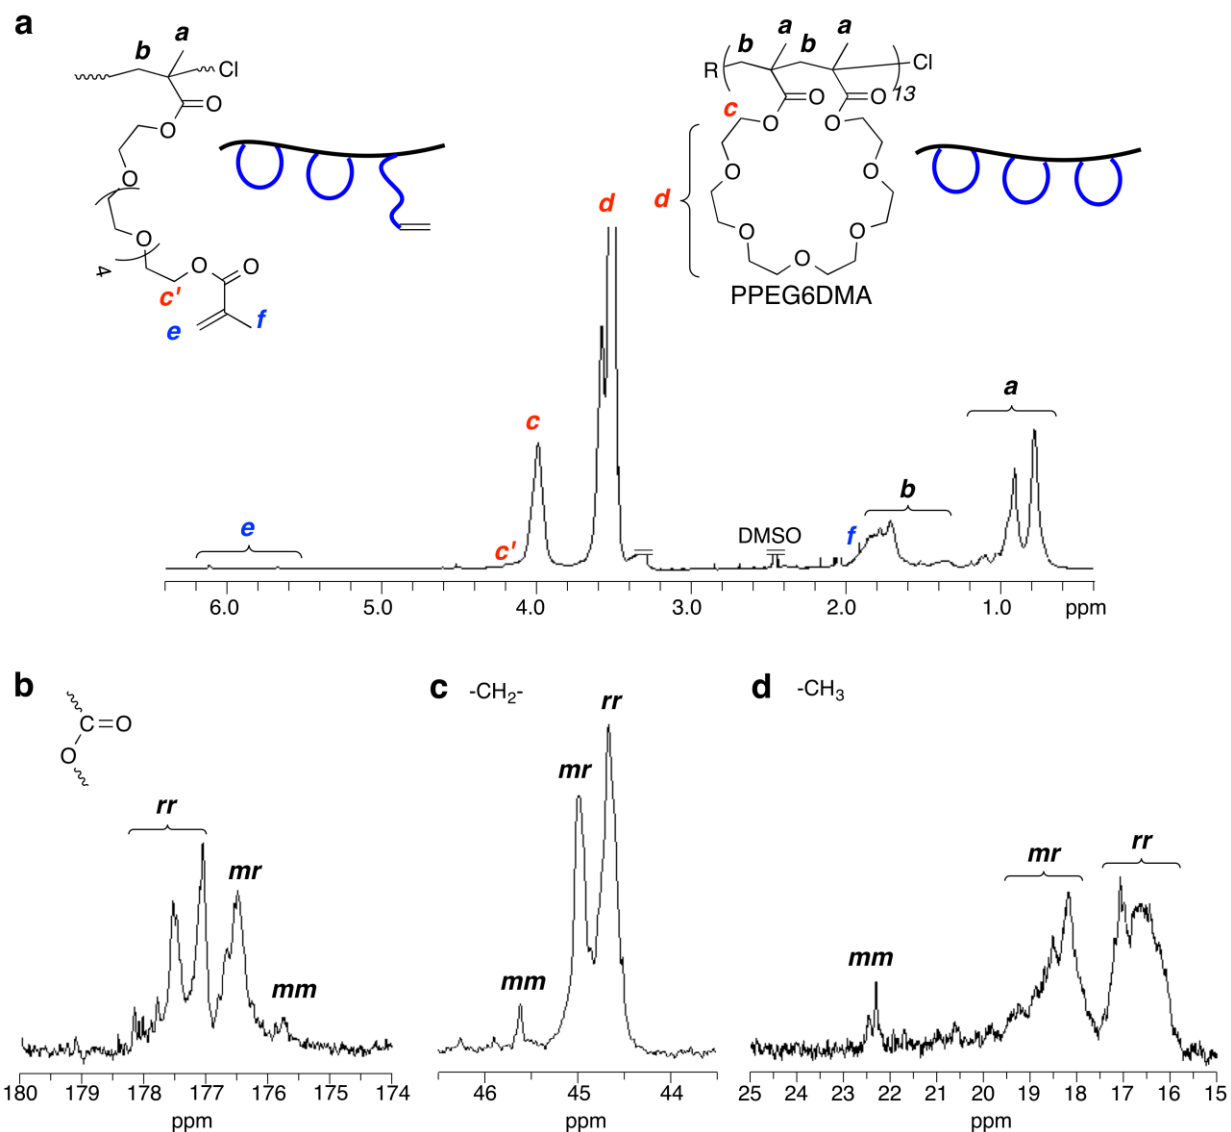 a
b a Cl
O
O
O
O
4
O O
c'
e f
b a b a
R Cl
13
c O O O O
d
O O
O O
O
PPEG6DMA
d
c
c'
e
DMSO
f
b
a
6.0 5.0 4.0 3.0 2.0 1.0 ppm
b
C=O
O
rr
mr
mm
180 179 178 177 176 175 174
ppm
c -CH2-
rr
mr
mm
46 45 44
ppm
d -CH3
mm
mr
rr
25 24 23 22 21 20 19 18 17 16 15
ppm